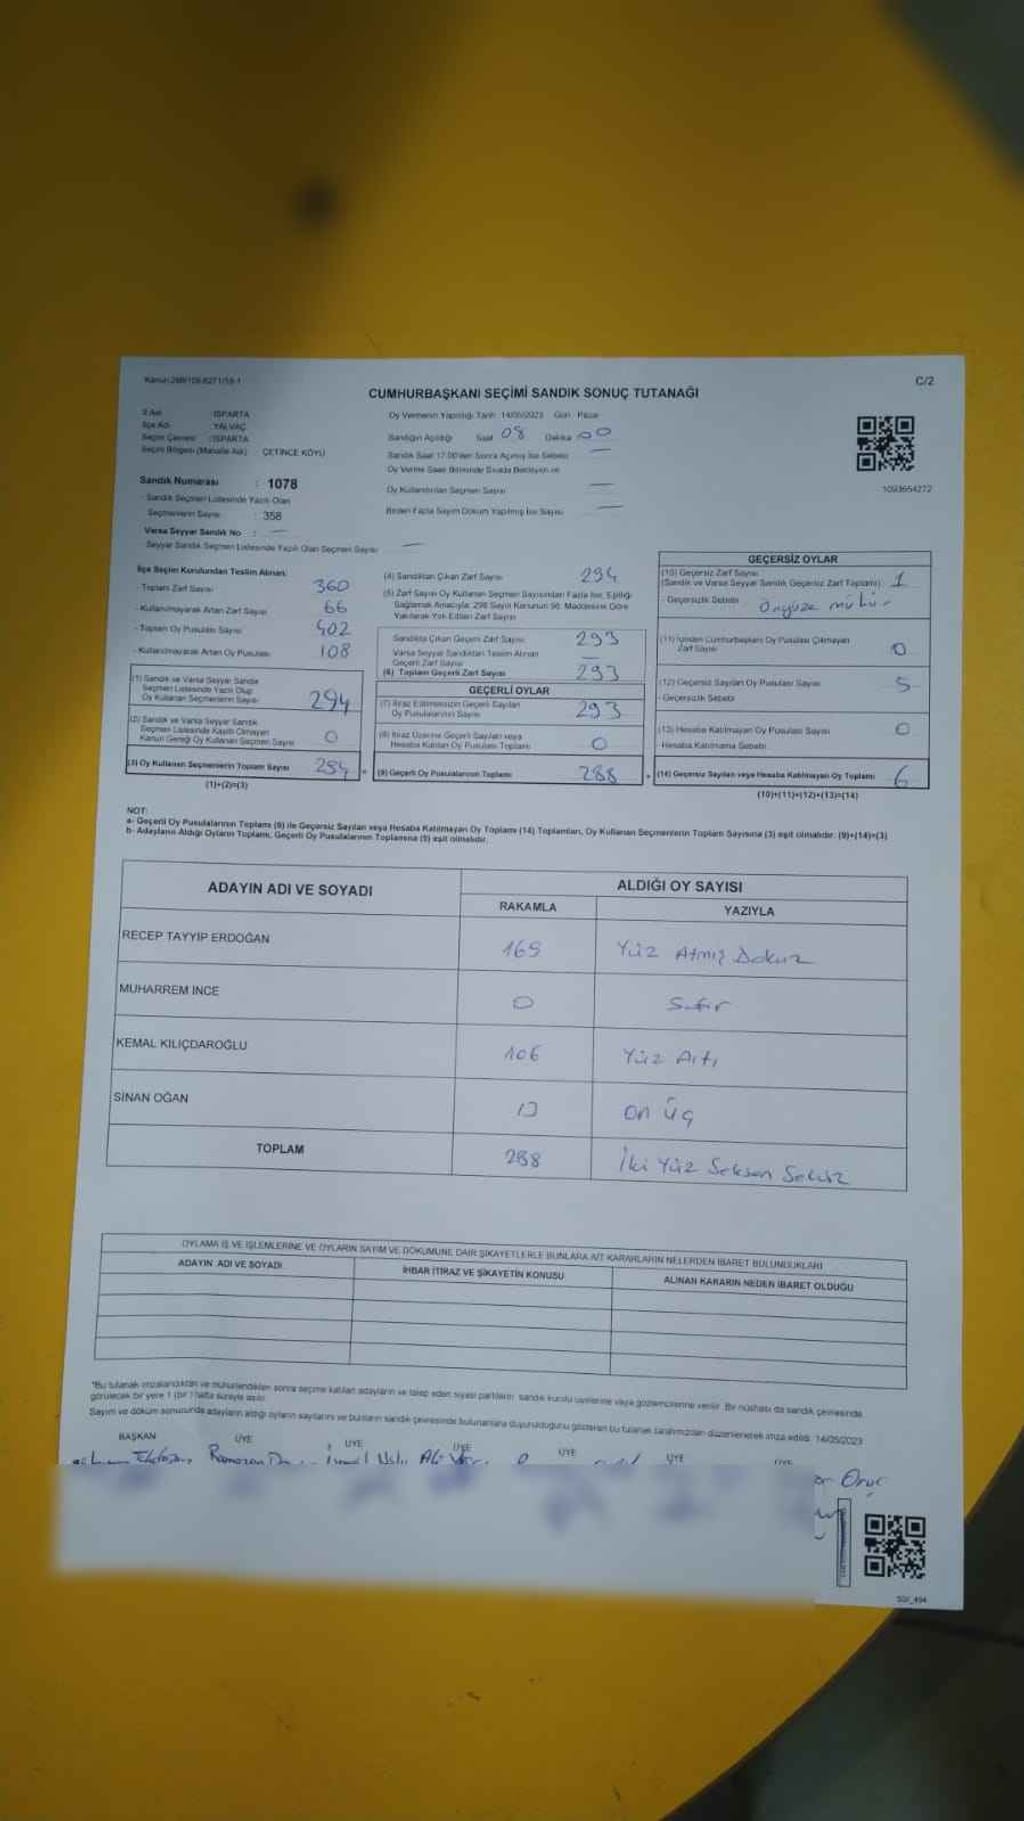 C/2
CUMHURBAŞKANI SEÇİMİ SANDIK SONUÇ TUTANAĞI
İl Adı : ISPARTA
İlçe Adı : YALVAÇ
Seçim Çevresi : ISPARTA
Seçim Bölgesi (Mahalle Adı) ÇETİNCE KÖYÜ
Sandık Numarası : 1078
Sandık Seçmen Listesinde Yazılı Olan
Seçmenlerin Sayısı : 358
Varsa Seyyar Sandık No :
Seyyar Sandık Seçmen Listesinde Yazılı Olan Seçmen Sayısı
Oy Vermenin Yapıldığı Tarih: 14/05/2023 Gün : Pazar
Sandığın Açıldığı Saat 08 Dakika 00
Sandık Saat 17.00'den Sonra Açılmış İse Sebebi
Oy Verme Saati Bitiminde Sırada Bekleyen ve
Oy Kullandırılan Seçmen Sayısı
Birden Fazla Sayım Döküm Yapılmış İse Sayısı
1093654272
İlçe Seçim Kurulundan Teslim Alınan:
- Toplam Zarf Sayısı 360
- Kullanılmayarak Artan Zarf Sayısı 66
- Toplam Oy Pusulası Sayısı 402
- Kullanılmayarak Artan Oy Pusulası 108
(1) Sandık ve Varsa Seyyar Sandık
Seçmen Listesinde Yazılı Olup
Oy Kullanan Seçmenlerin Sayısı 294
(2) Sandık ve Varsa Seyyar Sandık
Seçmen Listesinde Kayıtlı Olmayan
Kanun Gereği Oy Kullanan Seçmen Sayısı 0
(3) Oy Kullanan Seçmenlerin Toplam Sayısı 294
(1)+(2)=(3)
(4) Sandıktan Çıkan Zarf Sayısı 294
(5) Zarf Sayısı Oy Kullanan Seçmen Sayısından Fazla İse, Eşitliği
Sağlamak Amacıyla; 298 Sayılı Kanunun 98. Maddesine Göre
Yakılarak Yok Edilen Zarf Sayısı
Sandıkta Çıkan Geçerli Zarf Sayısı 293
Varsa Seyyar Sandıktan Teslim Alınan
Geçerli Zarf Sayısı
(6) Toplam Geçerli Zarf Sayısı 293
GEÇERLİ OYLAR
(7) İtiraz Edilmeksizin Geçerli Sayılan
Oy Pusulalarının Sayısı 293
(8) İtiraz Üzerine Geçerli Sayılan veya
Hesaba Katılan Oy Pusulası Toplamı 0
(9) Geçerli Oy Pusulalarının Toplamı 288
GEÇERSİZ OYLAR
(10) Geçersiz Zarf Sayısı
(Sandık ve Varsa Seyyar Sandık Geçersiz Zarf Toplamı) 1
Geçersizlik Sebebi Önyüze mühür
(11) İçinden Cumhurbaşkanı Oy Pusulası Çıkmayan
Zarf Sayısı 0
(12) Geçersiz Sayılan Oy Pusulası Sayısı 5
Geçersizlik Sebebi
(13) Hesaba Katılmayan Oy Pusulası Sayısı 0
Hesaba Katılmama Sebebi
(14) Geçersiz Sayılan veya Hesaba Katılmayan Oy Toplamı 6
(10)+(11)+(12)+(13)=(14)
NOT:
a- Geçerli Oy Pusulalarının Toplamı (9) ile Geçersiz Sayılan veya Hesaba Katılmayan Oy Toplamı (14) Toplamları, Oy Kullanan Seçmenlerin Toplam Sayısına (3) eşit olmalıdır. (9)+(14)=(3)
b- Adayların Aldığı Oyların Toplamı, Geçerli Oy Pusulalarının Toplamına (9) eşit olmalıdır.
ADAYIN ADI VE SOYADI
ALDIĞI OY SAYISI
RAKAMLA YAZIYLA
RECEP TAYYİP ERDOĞAN 169 Yüz Atmış Dokuz
MUHARREM İNCE 0 Sıfır
KEMAL KILIÇDAROĞLU 106 Yüz Altı
SİNAN OĞAN 13 On Üç
TOPLAM 288 İki Yüz Seksen Sekiz
OYLAMA İŞ VE İŞLEMLERİNE VE OYLARIN SAYIM VE DÖKÜMÜNE DAİR ŞİKAYETLERLE BUNLARA AİT KARARLARIN NELERDEN İBARET BULUNDUKLARI
ADAYIN ADI VE SOYADI İHBAR İTİRAZ VE ŞİKAYETİN KONUSU ALINAN KARARIN NEDEN İBARET OLDUĞU
*Bu tutanak imzalandıktan ve mühürlendikten sonra seçime katılan adayların ve talep eden siyasi partilerin sandık kurulu üyelerine veya gözlemcilerine verilir. Bir nüshası da sandık çevresinde
görülecek bir yere 1 (bir) hafta süreyle asılır.
Sayım ve döküm sonucunda adayların aldığı oyların sayılarını ve bunların sandık çevresinde bulunanlara duyurulduğunu gösteren bu tutanak tarafımızdan düzenlenerek imza edildi. 14/05/2023
BAŞKAN ÜYE ÜYE ÜYE ÜYE ÜYE ÜYE
Ramazan
Oruç